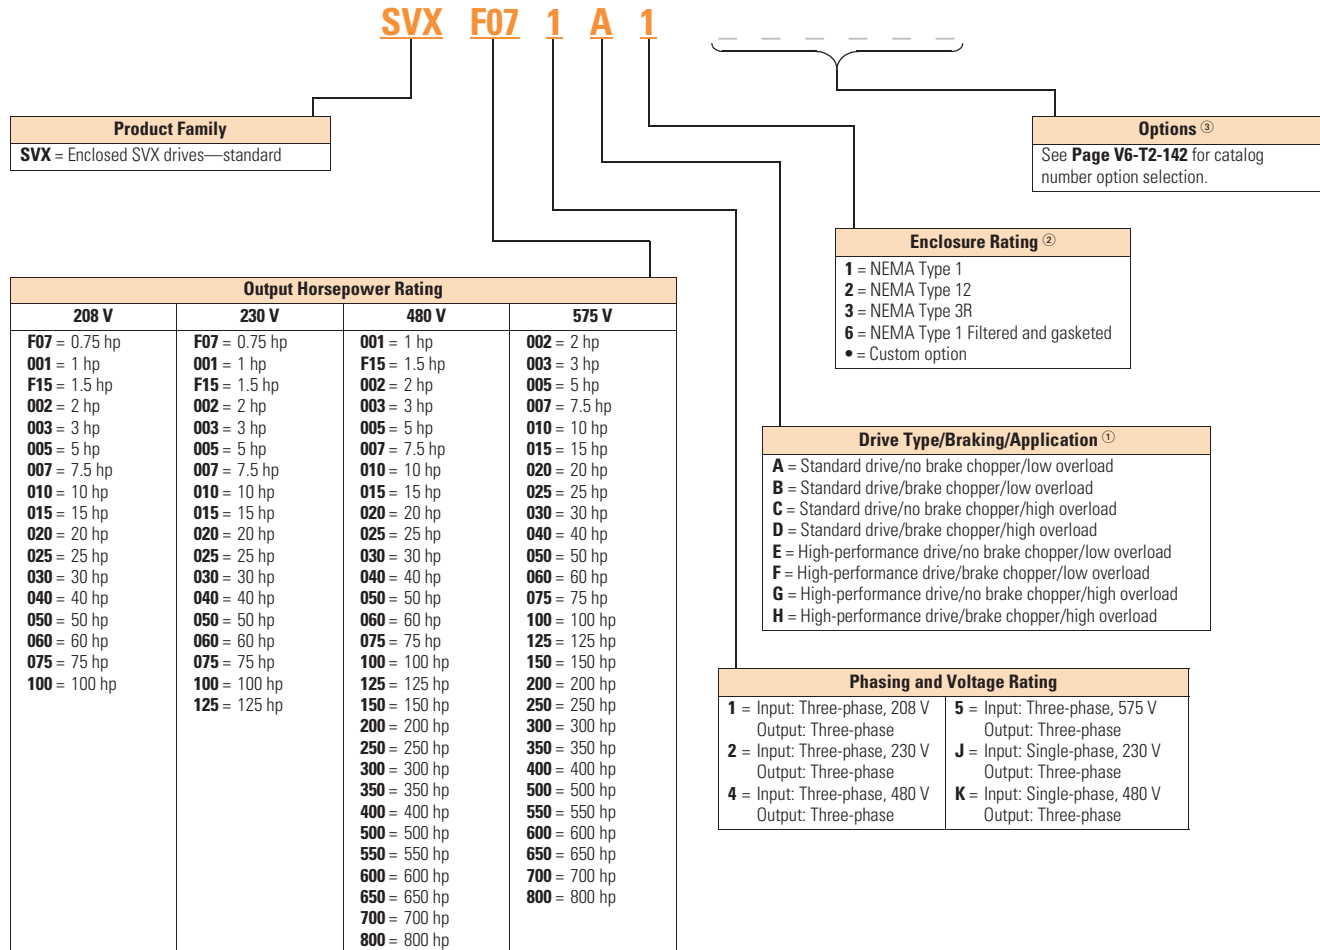 SVX F07 1 A 1
Product Family
SVX = Enclosed SVX drives—standard
Options ③
See Page V6-T2-142 for catalog
number option selection.
Enclosure Rating ②
1 = NEMA Type 1
2 = NEMA Type 12
3 = NEMA Type 3R
6 = NEMA Type 1 Filtered and gasketed
• = Custom option
Output Horsepower Rating
208 V
F07 = 0.75 hp
001 = 1 hp
F15 = 1.5 hp
002 = 2 hp
003 = 3 hp
005 = 5 hp
007 = 7.5 hp
010 = 10 hp
015 = 15 hp
020 = 20 hp
025 = 25 hp
030 = 30 hp
040 = 40 hp
050 = 50 hp
060 = 60 hp
075 = 75 hp
100 = 100 hp
230 V
F07 = 0.75 hp
001 = 1 hp
F15 = 1.5 hp
002 = 2 hp
003 = 3 hp
005 = 5 hp
007 = 7.5 hp
010 = 10 hp
015 = 15 hp
020 = 20 hp
025 = 25 hp
030 = 30 hp
040 = 40 hp
050 = 50 hp
060 = 60 hp
075 = 75 hp
100 = 100 hp
125 = 125 hp
480 V
001 = 1 hp
F15 = 1.5 hp
002 = 2 hp
003 = 3 hp
005 = 5 hp
007 = 7.5 hp
010 = 10 hp
015 = 15 hp
020 = 20 hp
025 = 25 hp
030 = 30 hp
040 = 40 hp
050 = 50 hp
060 = 60 hp
075 = 75 hp
100 = 100 hp
125 = 125 hp
150 = 150 hp
200 = 200 hp
250 = 250 hp
300 = 300 hp
350 = 350 hp
400 = 400 hp
500 = 500 hp
550 = 550 hp
600 = 600 hp
650 = 650 hp
700 = 700 hp
800 = 800 hp
575 V
002 = 2 hp
003 = 3 hp
005 = 5 hp
007 = 7.5 hp
010 = 10 hp
015 = 15 hp
020 = 20 hp
025 = 25 hp
030 = 30 hp
040 = 40 hp
050 = 50 hp
060 = 60 hp
075 = 75 hp
100 = 100 hp
125 = 125 hp
150 = 150 hp
200 = 200 hp
250 = 250 hp
300 = 300 hp
350 = 350 hp
400 = 400 hp
500 = 500 hp
550 = 550 hp
600 = 600 hp
650 = 650 hp
700 = 700 hp
800 = 800 hp
Drive Type/Braking/Application ①
A = Standard drive/no brake chopper/low overload
B = Standard drive/brake chopper/low overload
C = Standard drive/no brake chopper/high overload
D = Standard drive/brake chopper/high overload
E = High-performance drive/no brake chopper/low overload
F = High-performance drive/brake chopper/low overload
G = High-performance drive/no brake chopper/high overload
H = High-performance drive/brake chopper/high overload
Phasing and Voltage Rating
1 = Input: Three-phase, 208 V
Output: Three-phase
2 = Input: Three-phase, 230 V
Output: Three-phase
4 = Input: Three-phase, 480 V
Output: Three-phase
5 = Input: Three-phase, 575 V
Output: Three-phase
J = Input: Single-phase, 230 V
Output: Three-phase
K = Input: Single-phase, 480 V
Output: Three-phase